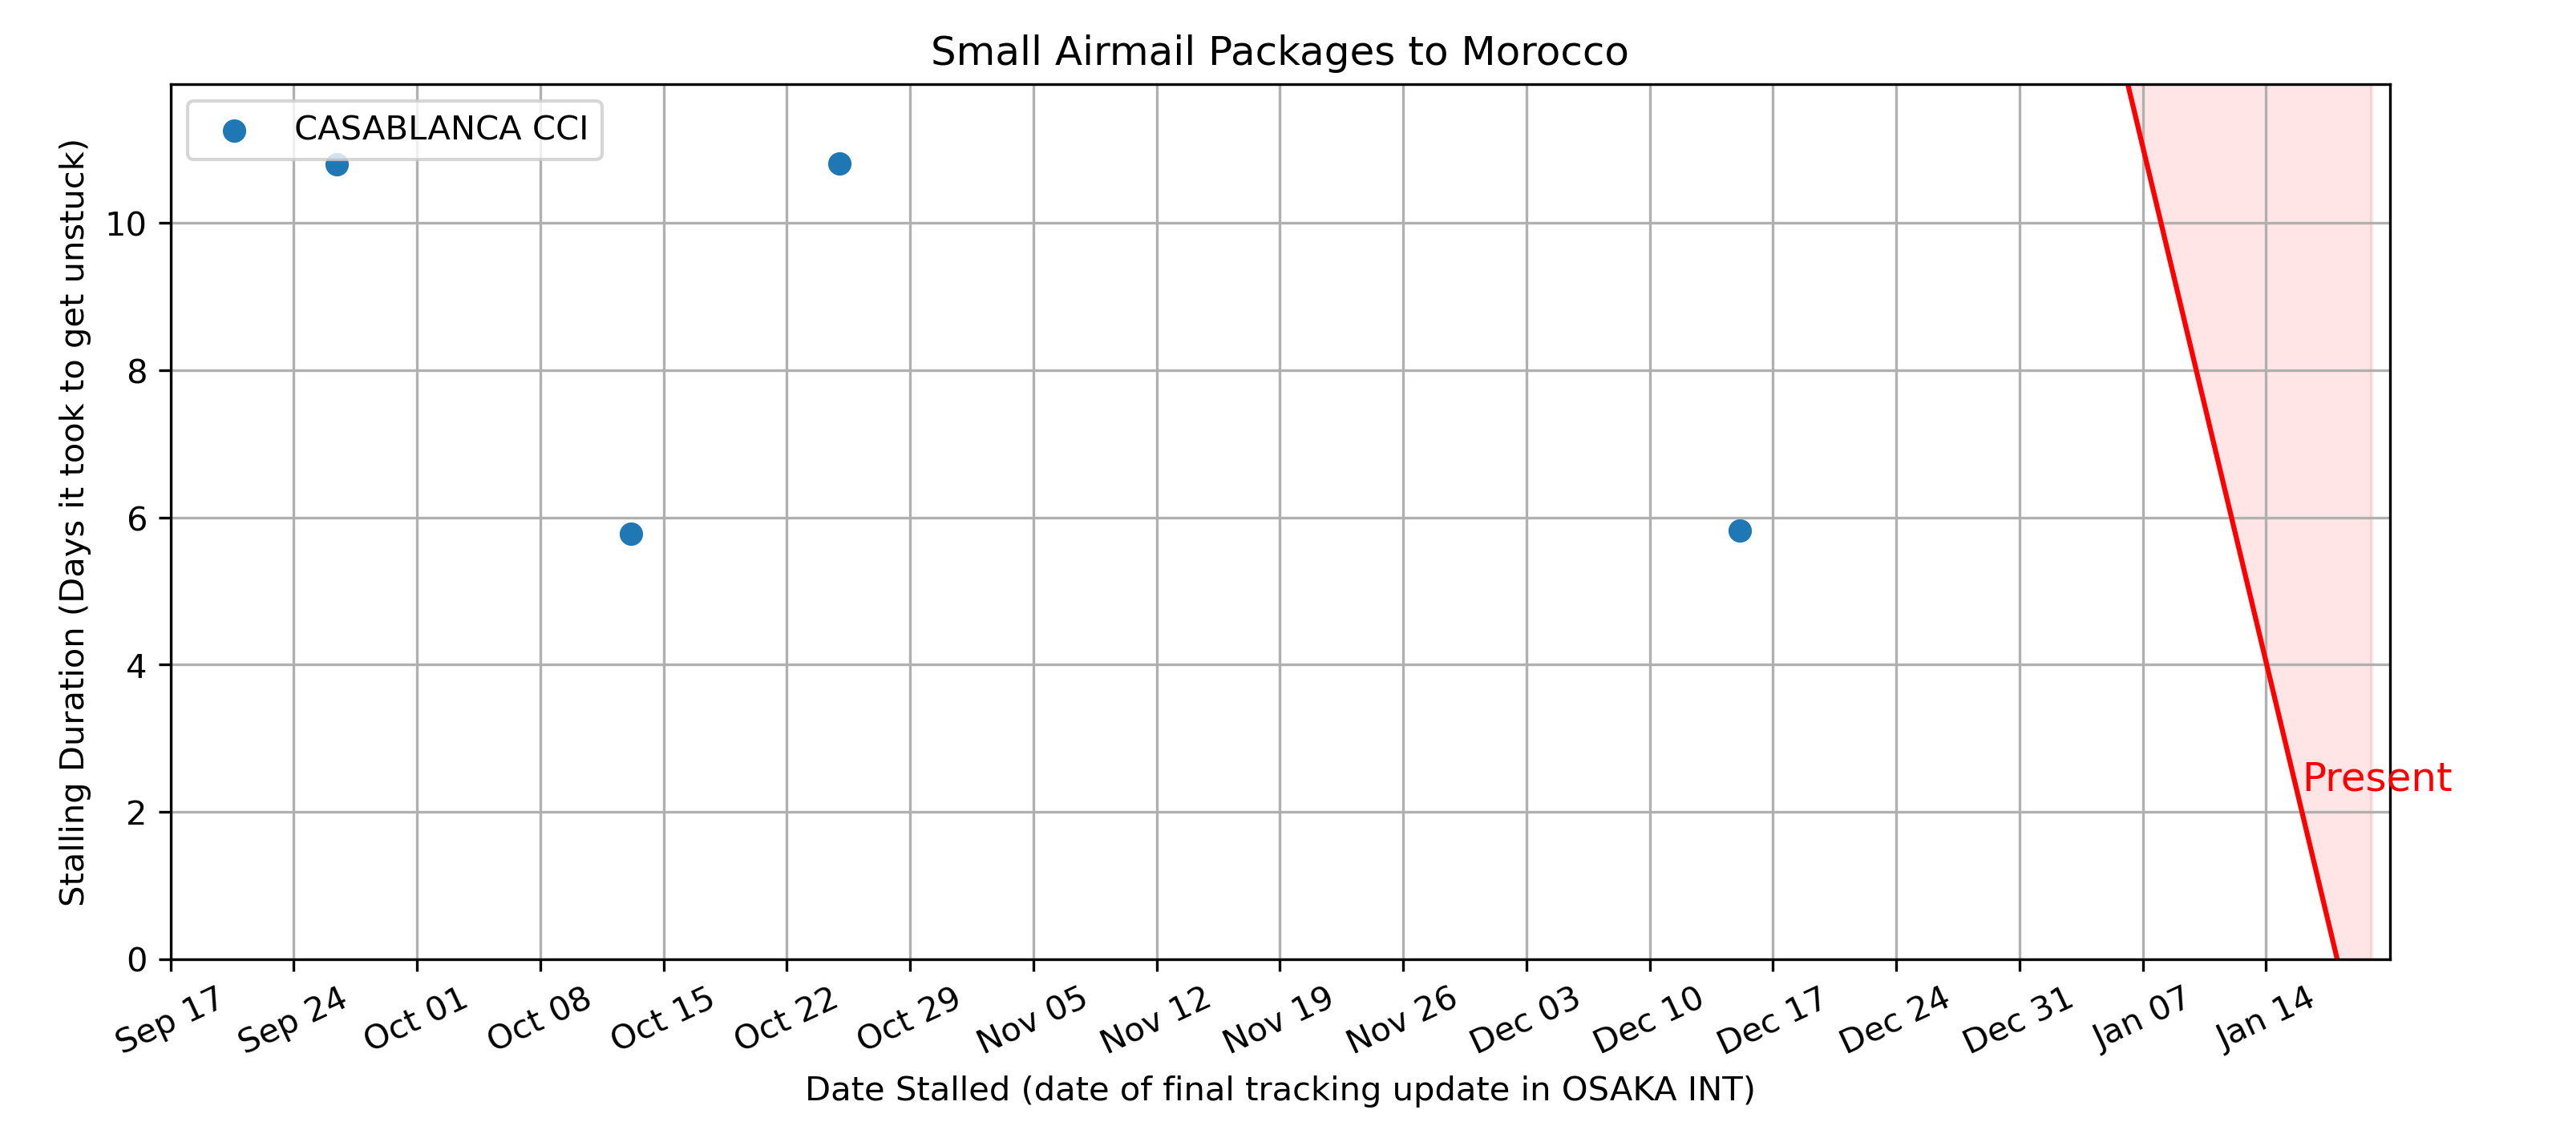 Small Airmail Packages to Morocco
CASABLANCA CCI
Stalling Duration (Days it took to get unstuck)
10
8
6
4
2
0
Present
Sep 17
Sep 24
Oct 01
Oct 08
Oct 15
Oct 22
Oct 29
Nov 05
Nov 12
Nov 19
Nov 26
Dec 03
Dec 10
Dec 17
Dec 24
Dec 31
Jan 07
Jan 14
Date Stalled (date of final tracking update in OSAKA INT)